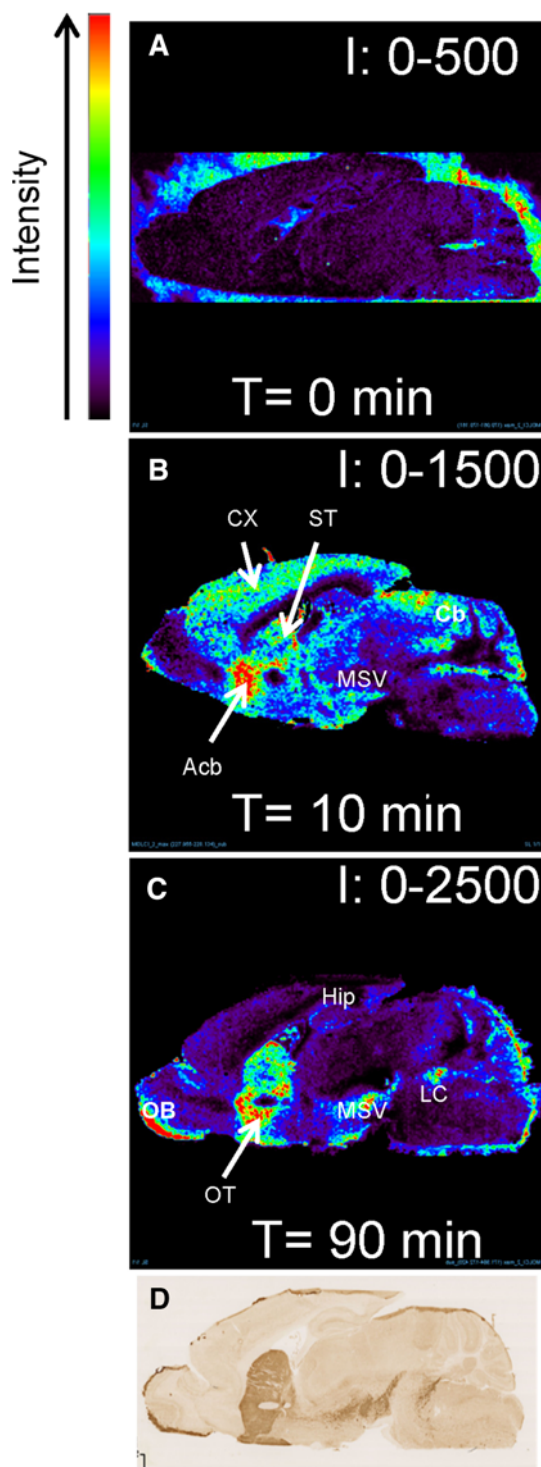 Intensity
A
I: 0-500
T= 0 min
B
I: 0-1500
CX
ST
Cb
MSV
Acb
T= 10 min
C
I: 0-2500
Hip
OB
MSV
LC
OT
T= 90 min
D